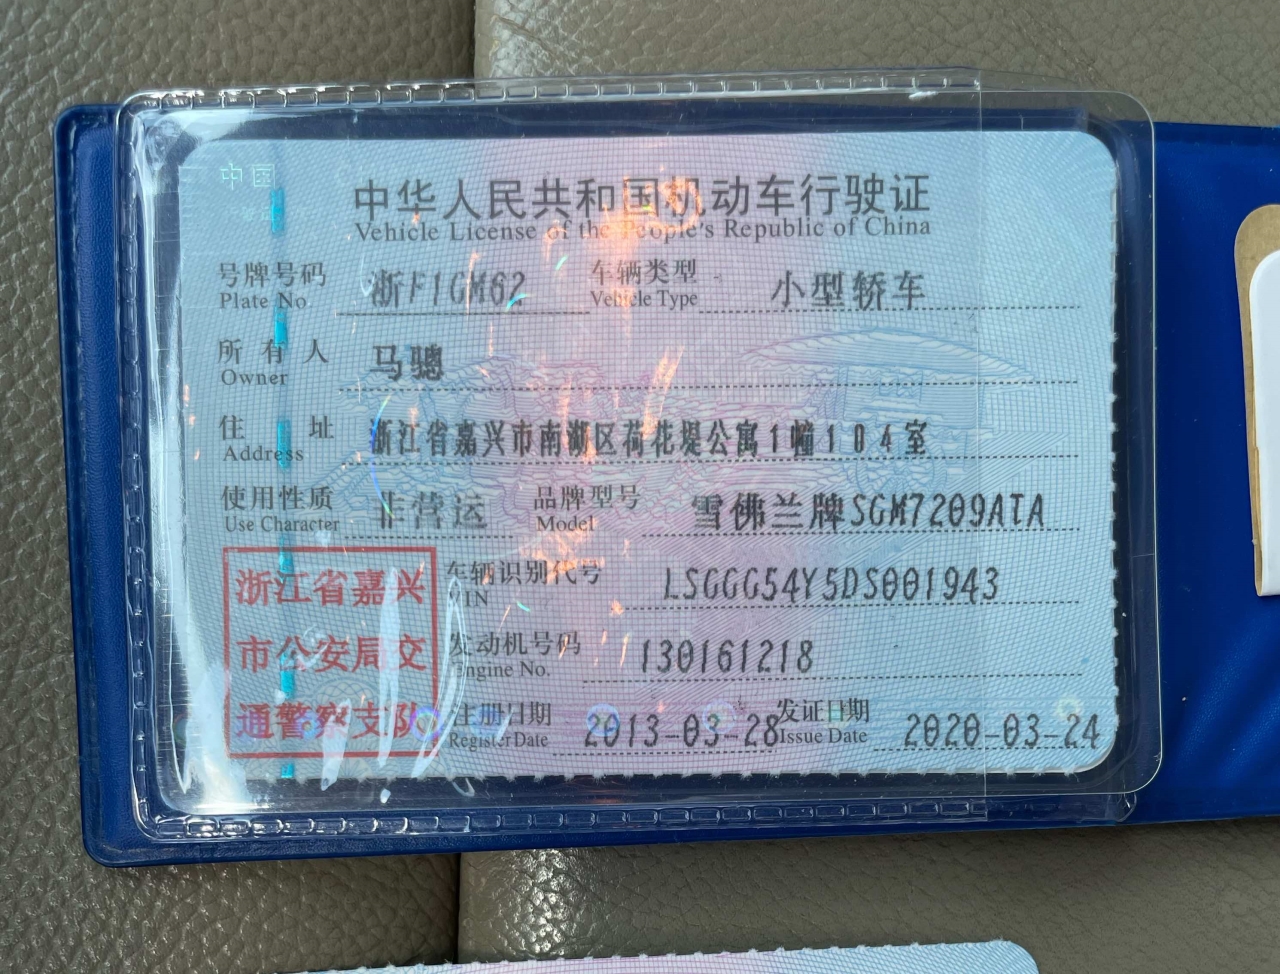 中国
中华人民共和国机动车行驶证
Vehicle License of the People's Republic of China
号牌号码 浙F1GM62 车辆类型 小型轿车
Plate No. Vehicle Type
所有人 马骢
Owner
住址 浙江省嘉兴市南湖区荷花堤公寓1幢104室
Address
使用性质 非营运 品牌型号 雪佛兰牌SGM7209ATA
Use Character Model
浙江省嘉兴
市公安局交
通警察支队
车辆识别代号 LSGGG54Y5DS001943
VIN
发动机号码 130161218
Engine No.
注册日期 2013-03-28 发证日期 2020-03-24
Register Date Issue Date